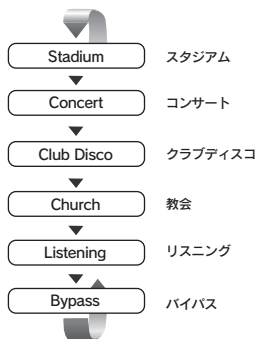 Stadium スタジアム
Concert コンサート
Club Disco クラブディスコ
Church 教会
Listening リスニング
Bypass バイパス